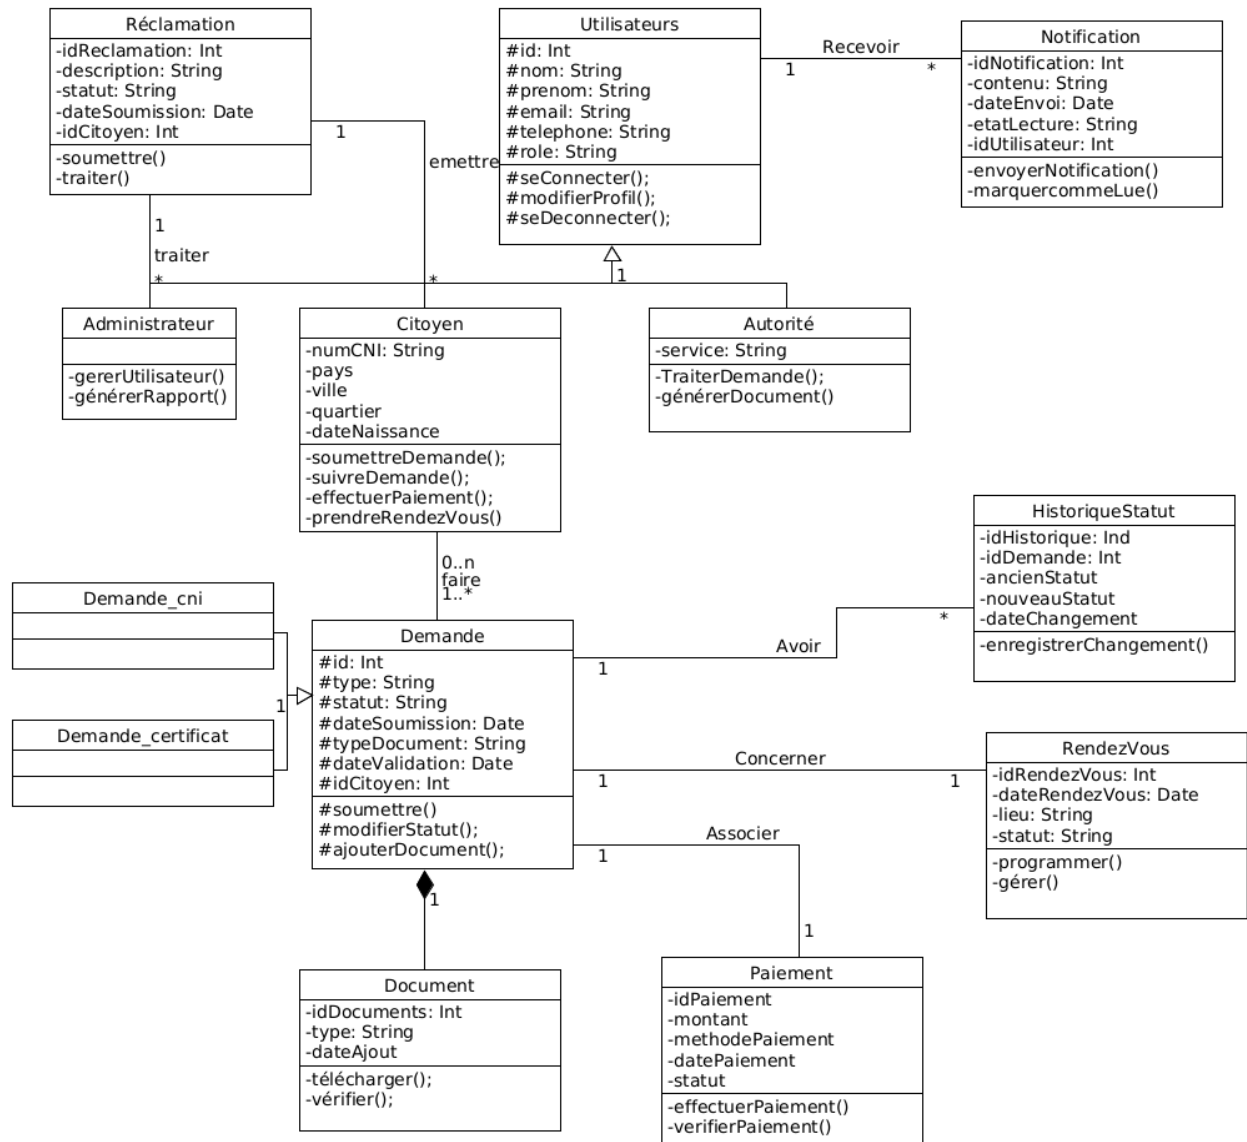 Réclamation
-idReclamation: Int
-description: String
-statut: String
-dateSoumission: Date
-idCitoyen: Int
-soumettre()
-traiter()
Utilisateurs
#id: Int
#nom: String
#prenom: String
#email: String
#telephone: String
#role: String
#seConnecter();
#modifierProfil();
#seDeconnecter();
Recevoir
1
*
Notification
-idNotification: Int
-contenu: String
-dateEnvoi: Date
-etatLecture: String
-idUtilisateur: Int
-envoyerNotification()
-marquercommeLue()
1
emettre
*
1
traiter
*
1
Administrateur
-gererUtilisateur()
-générerRapport()
Citoyen
-numCNI: String
-pays
-ville
-quartier
-dateNaissance
-soumettreDemande();
-suivreDemande();
-effectuerPaiement();
-prendreRendezVous()
Autorité
-service: String
-TraiterDemande();
-générerDocument()
0..n
faire
1..*
HistoriqueStatut
-idHistorique: Ind
-idDemande: Int
-ancienStatut
-nouveauStatut
-dateChangement
-enregistrerChangement()
Demande_cni
Demande_certificat
1
Demande
#id: Int
#type: String
#statut: String
#dateSoumission: Date
#typeDocument: String
#dateValidation: Date
#idCitoyen: Int
#soumettre()
#modifierStatut();
#ajouterDocument();
Avoir
1
*
Concerner
1
1
RendezVous
-idRendezVous: Int
-dateRendezVous: Date
-lieu: String
-statut: String
-programmer()
-gérer()
Associer
1
1
1
Document
-idDocuments: Int
-type: String
-dateAjout
-télécharger();
-vérifier();
Paiement
-idPaiement
-montant
-methodePaiement
-datePaiement
-statut
-effectuerPaiement()
-verifierPaiement()